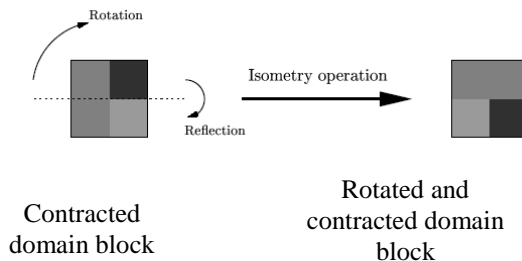 Rotation
Isometry operation
Reflection
Contracted
domain block
Rotated and
contracted domain
block